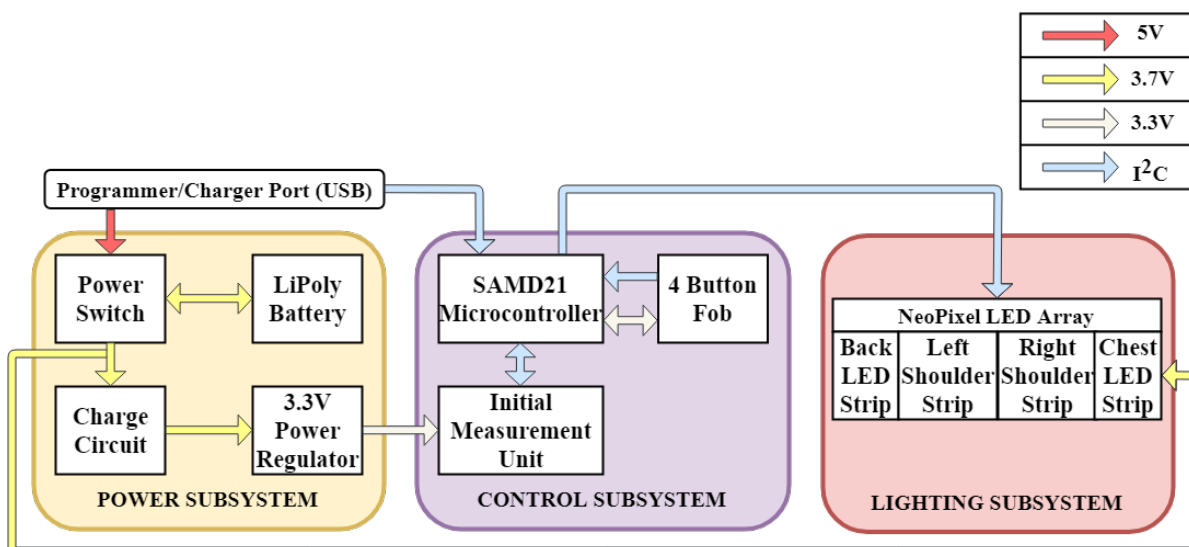 5V
3.7V
3.3V
I²C
Programmer/Charger Port (USB)
Power
Switch
LiPoly
Battery
Charge
Circuit
3.3V
Power
Regulator
POWER SUBSYSTEM
SAMD21
Microcontroller
4 Button
Fob
Initial
Measurement
Unit
CONTROL SUBSYSTEM
NeoPixel LED Array
Back
LED
Strip
Left
Shoulder
Strip
Right
Shoulder
Strip
Chest
LED
Strip
LIGHTING SUBSYSTEM